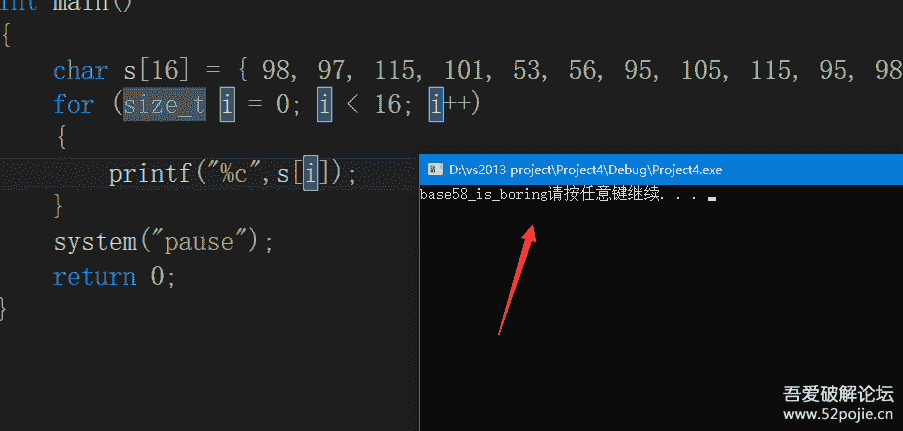 int main()
{
char s[16] = { 98, 97, 115, 101, 53, 56, 95, 105, 115, 95, 98
for (size_t i = 0; i < 16; i++)
{
printf("%c",s[i]);
}
system("pause");
return 0;
}
D:\vs2013 project\Project4\Debug\Project4.exe
base58_is_boring请按任意键继续. . .
吾爱破解论坛
www.52pojie.cn